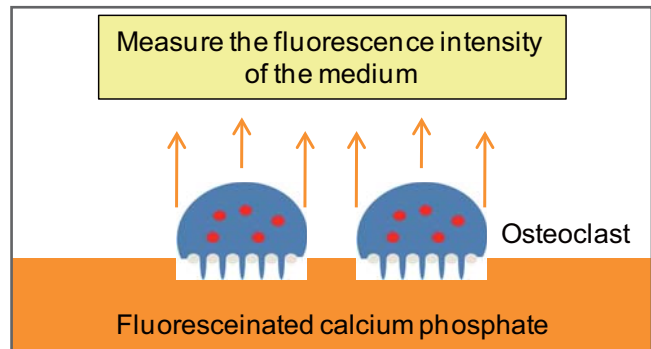 Measure the fluorescence intensity
of the medium
Osteoclast
Fluoresceinated calcium phosphate